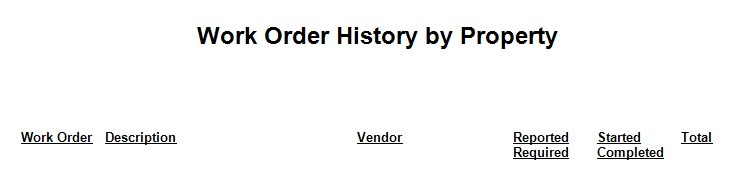 Work Order History by Property
Work Order Description Vendor Reported Started Total
Required Completed